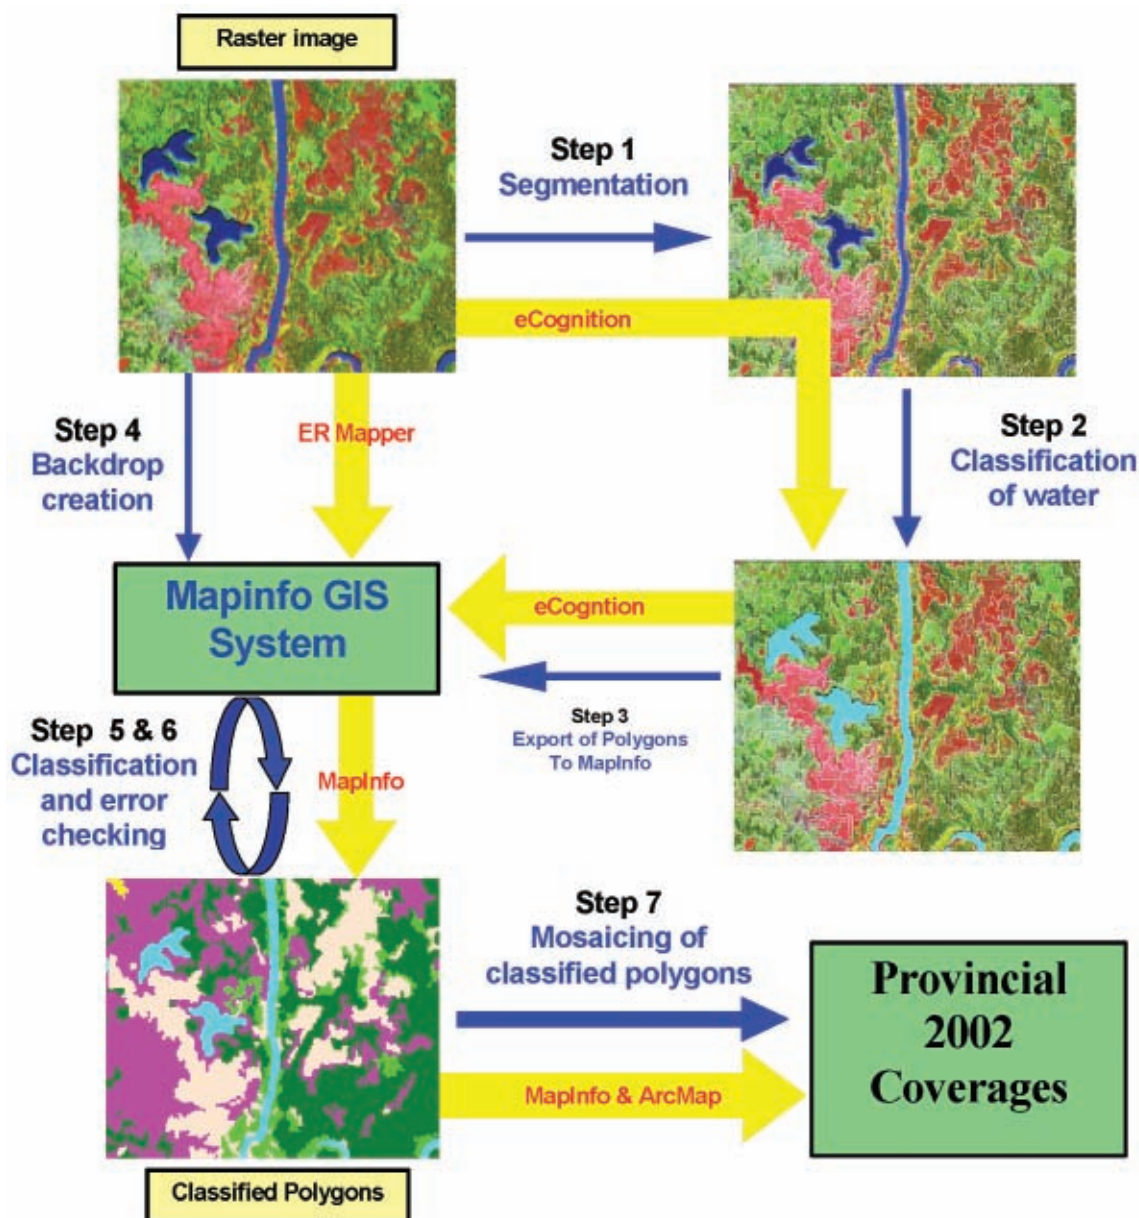 Raster image
Step 1
Segmentation
eCognition
Step 4
Backdrop
creation
ER Mapper
Step 2
Classification
of water
Mapinfo GIS
System
eCogntion
Step 3
Export of Polygons
To MapInfo
Step 5 & 6
Classification
and error
checking
MapInfo
Step 7
Mosaicing of
classified polygons
MapInfo & ArcMap
Provincial
2002
Coverages
Classified Polygons